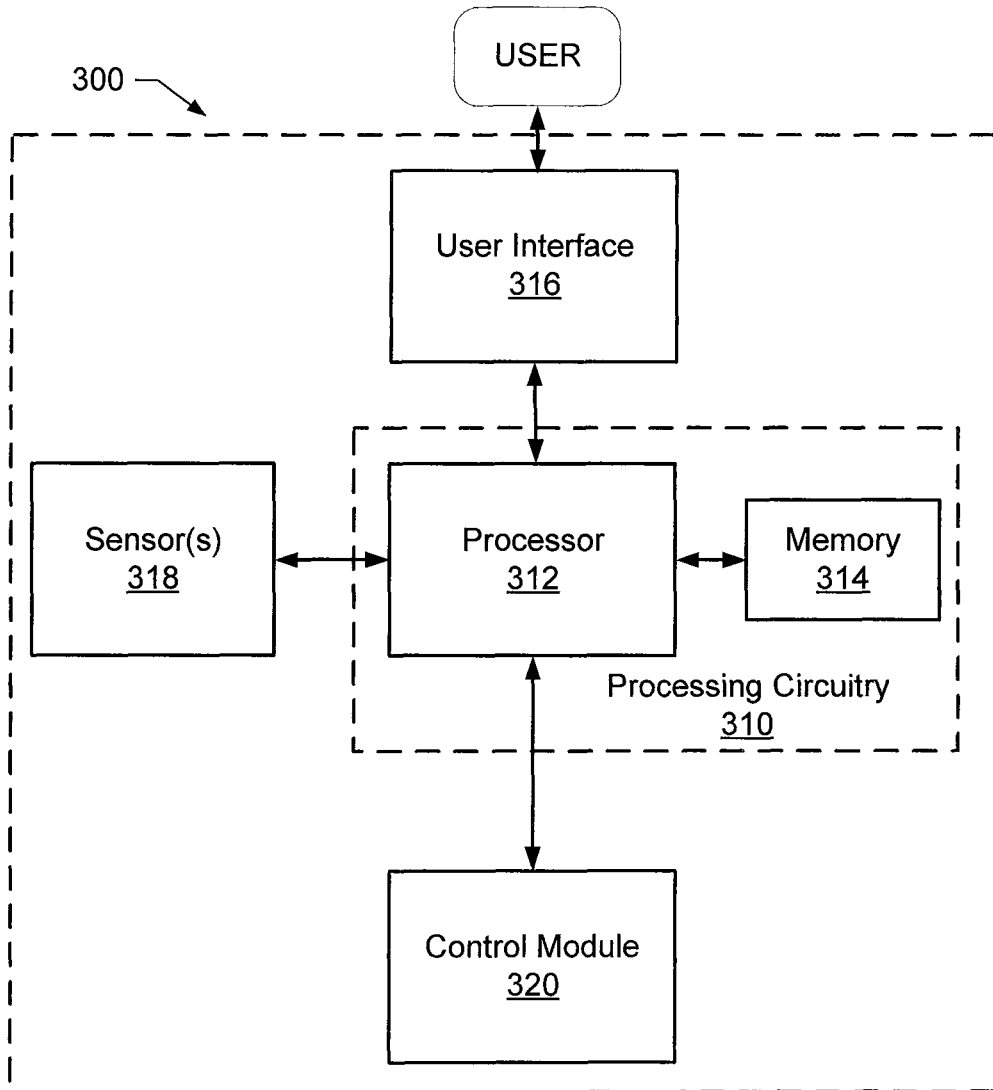 USER
300
User Interface
316
Sensor(s)
318
Processor
312
Memory
314
Processing Circuitry
310
Control Module
320